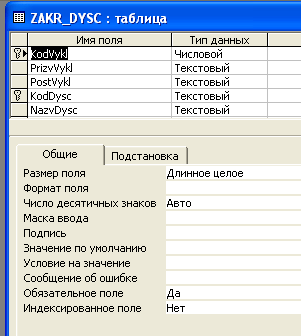 ZAKR_DYSC : таблица
Имя поля Тип данных
KodVykl Числовой
PrizvVykl Текстовый
PostVykl Текстовый
KodDysc Текстовый
NazvDysc Текстовый
Общие Подстановка
Размер поля Длинное целое
Формат поля
Число десятичных знаков Авто
Маска ввода
Подпись
Значение по умолчанию
Условие на значение
Сообщение об ошибке
Обязательное поле Да
Индексированное поле Нет